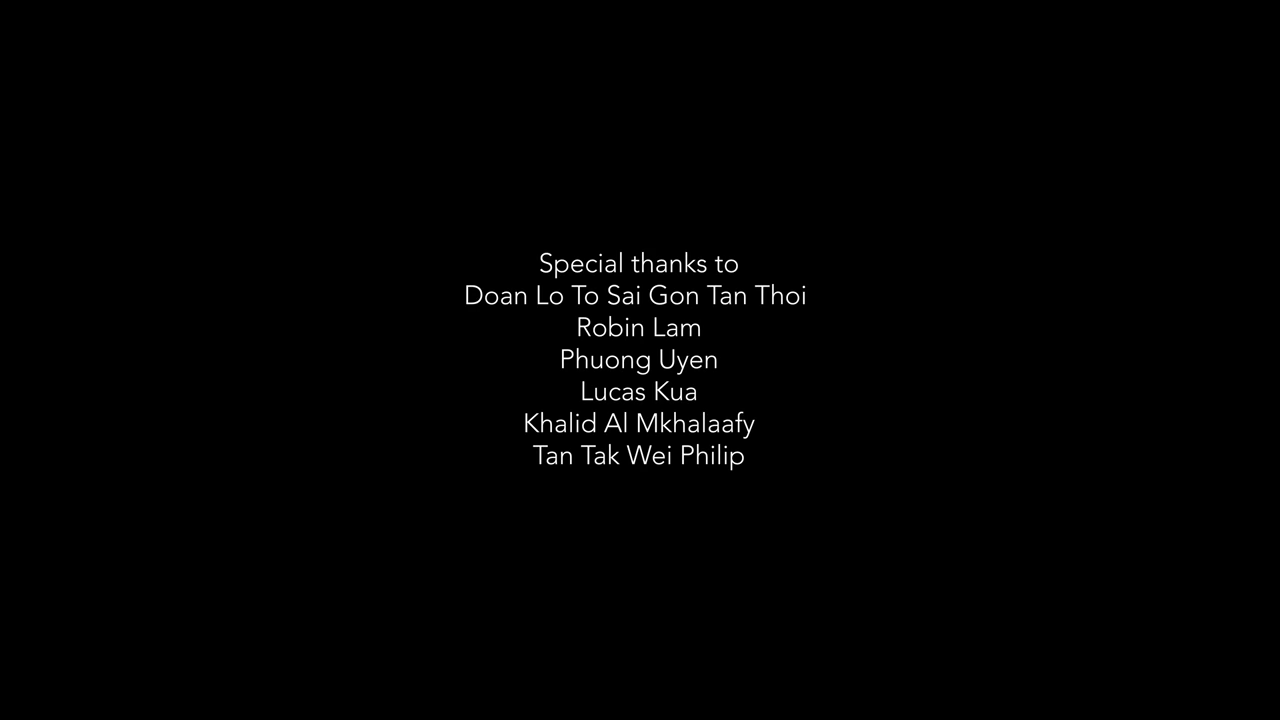 Special thanks to
Doan Lo To Sai Gon Tan Thoi
Robin Lam
Phuong Uyen
Lucas Kua
Khalid Al Mkhalaafy
Tan Tak Wei Philip